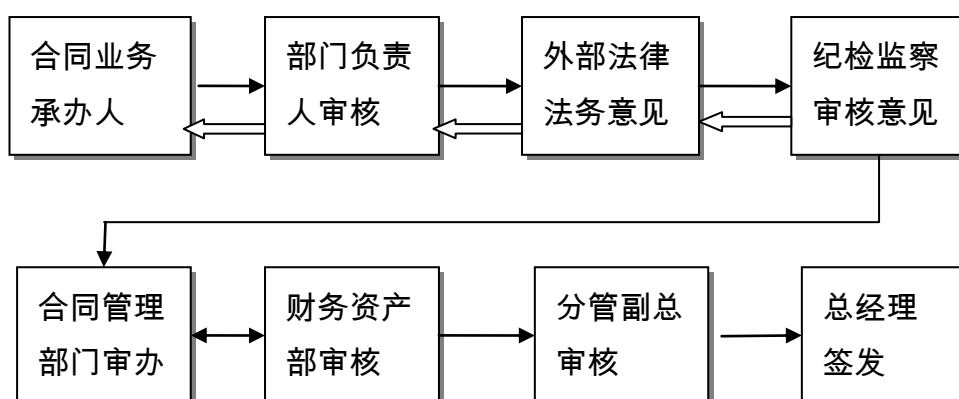 合同业务
承办人
部门负责
人审核
外部法律
法务意见
纪检监察
审核意见
合同管理
部门审办
财务资产
部审核
分管副总
审核
总经理
签发